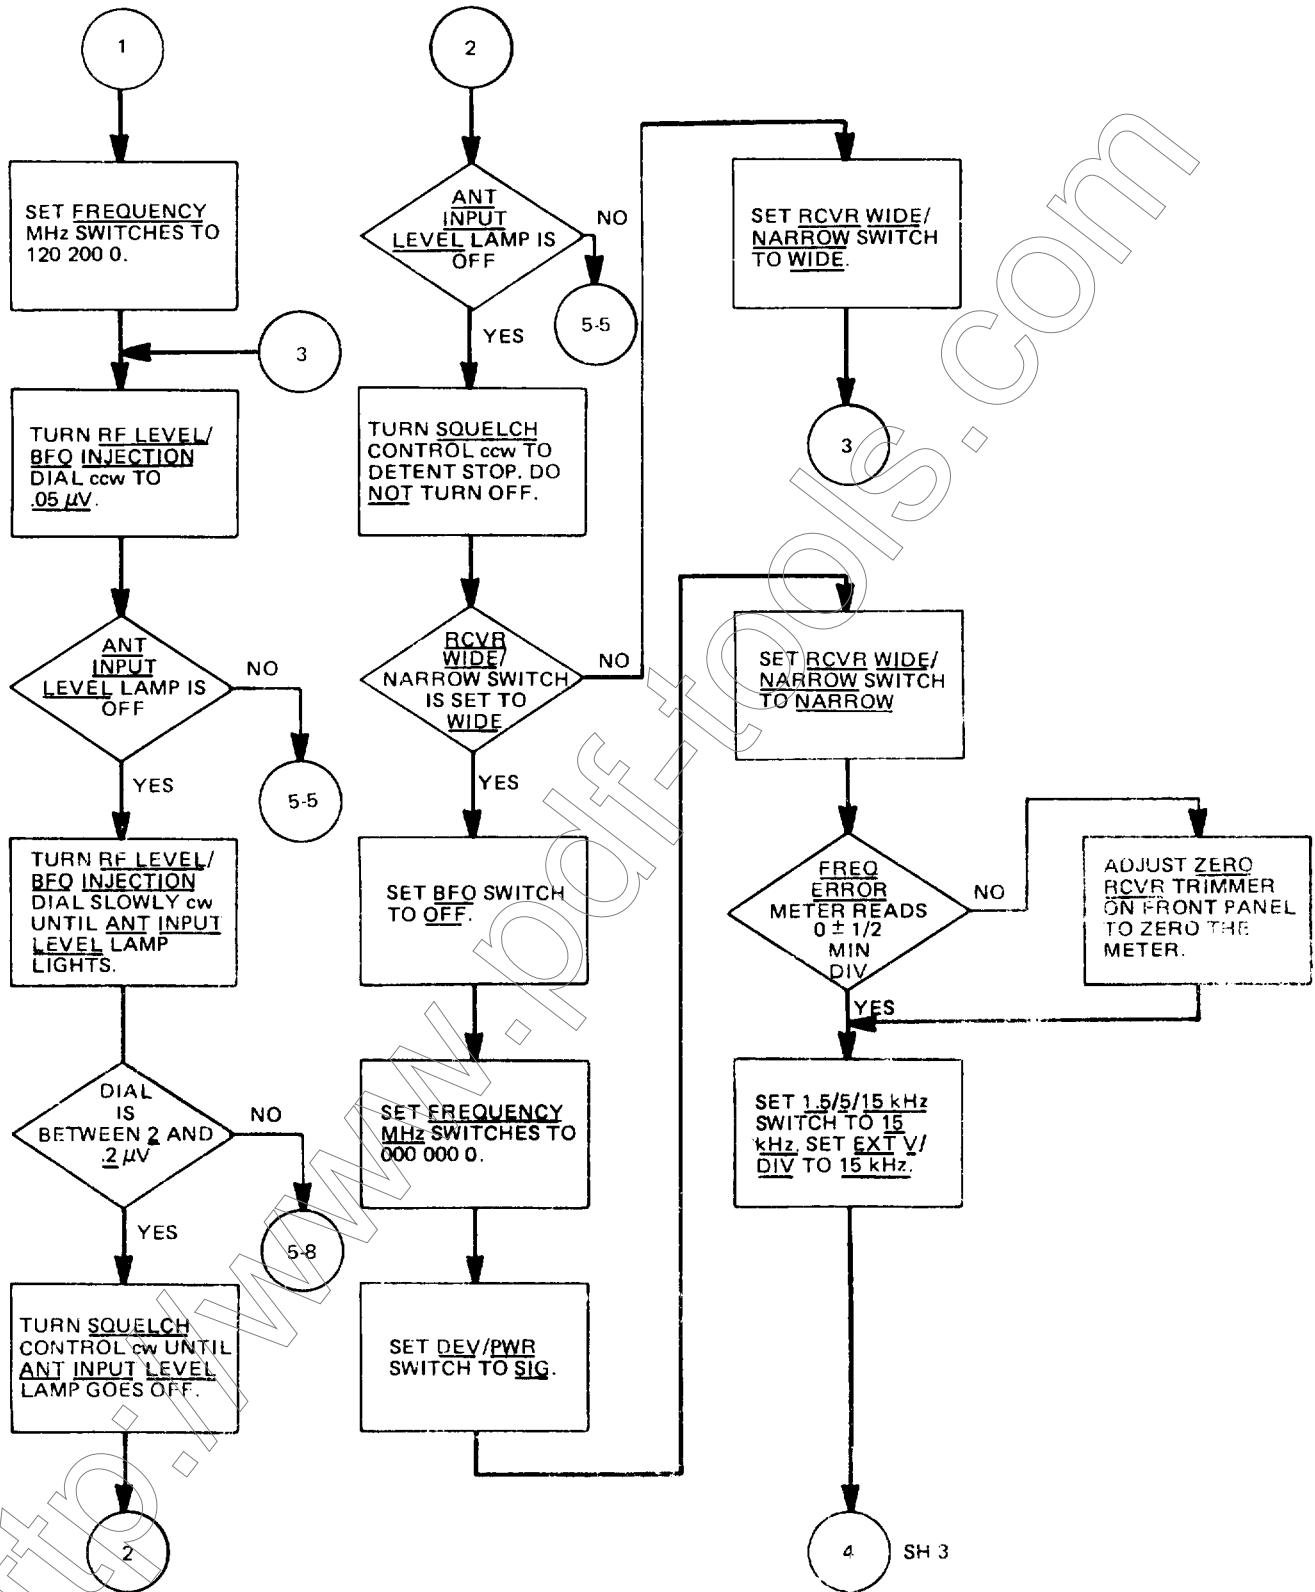 1
SET FREQUENCY
MHz SWITCHES TO
120 200 0.
3
TURN RF LEVEL/
BFO INJECTION
DIAL ccw TO
.05 µV.
ANT
INPUT
LEVEL LAMP IS
OFF
NO
5-5
YES
TURN RF LEVEL/
BFO INJECTION
DIAL SLOWLY cw
UNTIL ANT INPUT
LEVEL LAMP
LIGHTS.
DIAL
IS
BETWEEN 2 AND
.2 µV
NO
5-8
YES
TURN SQUELCH
CONTROL cw UNTIL
ANT INPUT LEVEL
LAMP GOES OFF.
2
2
ANT
INPUT
LEVEL LAMP IS
OFF
NO
5-5
YES
TURN SQUELCH
CONTROL ccw TO
DETENT STOP. DO
NOT TURN OFF.
RCVR
WIDE/
NARROW SWITCH
IS SET TO
WIDE
NO
YES
SET BFO SWITCH
TO OFF.
SET FREQUENCY
MHz SWITCHES TO
000 000 0.
SET DEV/PWR
SWITCH TO SIG.
SET RCVR WIDE/
NARROW SWITCH
TO WIDE.
3
SET RCVR WIDE/
NARROW SWITCH
TO NARROW
FREQ
ERROR
METER READS
0 ± 1/2
MIN
DIV
NO
YES
ADJUST ZERO
RCVR TRIMMER
ON FRONT PANEL
TO ZERO THE
METER.
SET 1.5/5/15 kHz
SWITCH TO 15
kHz. SET EXT V/
DIV TO 15 kHz.
4
SH 3
rtp://www.pdf-tools.com